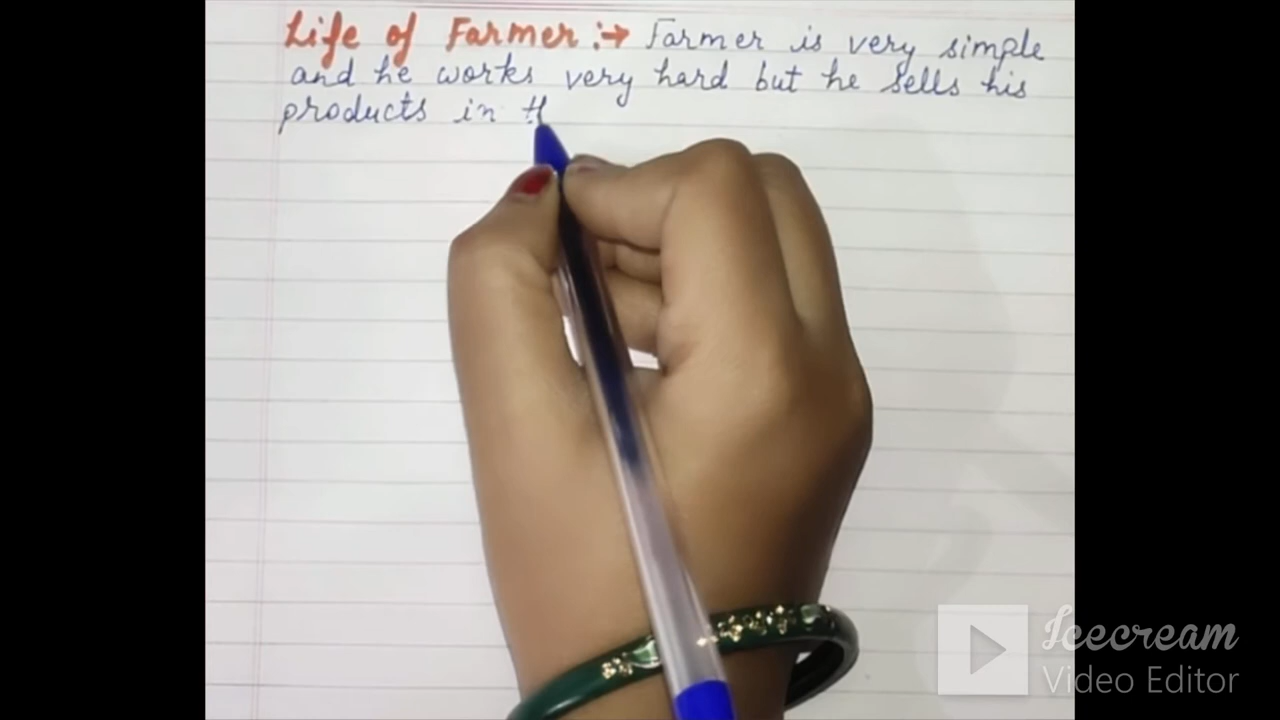 Life of Farmer :→ Farmer is very simple
and he works very hard but he sells his
products in
Icecream
Video Editor